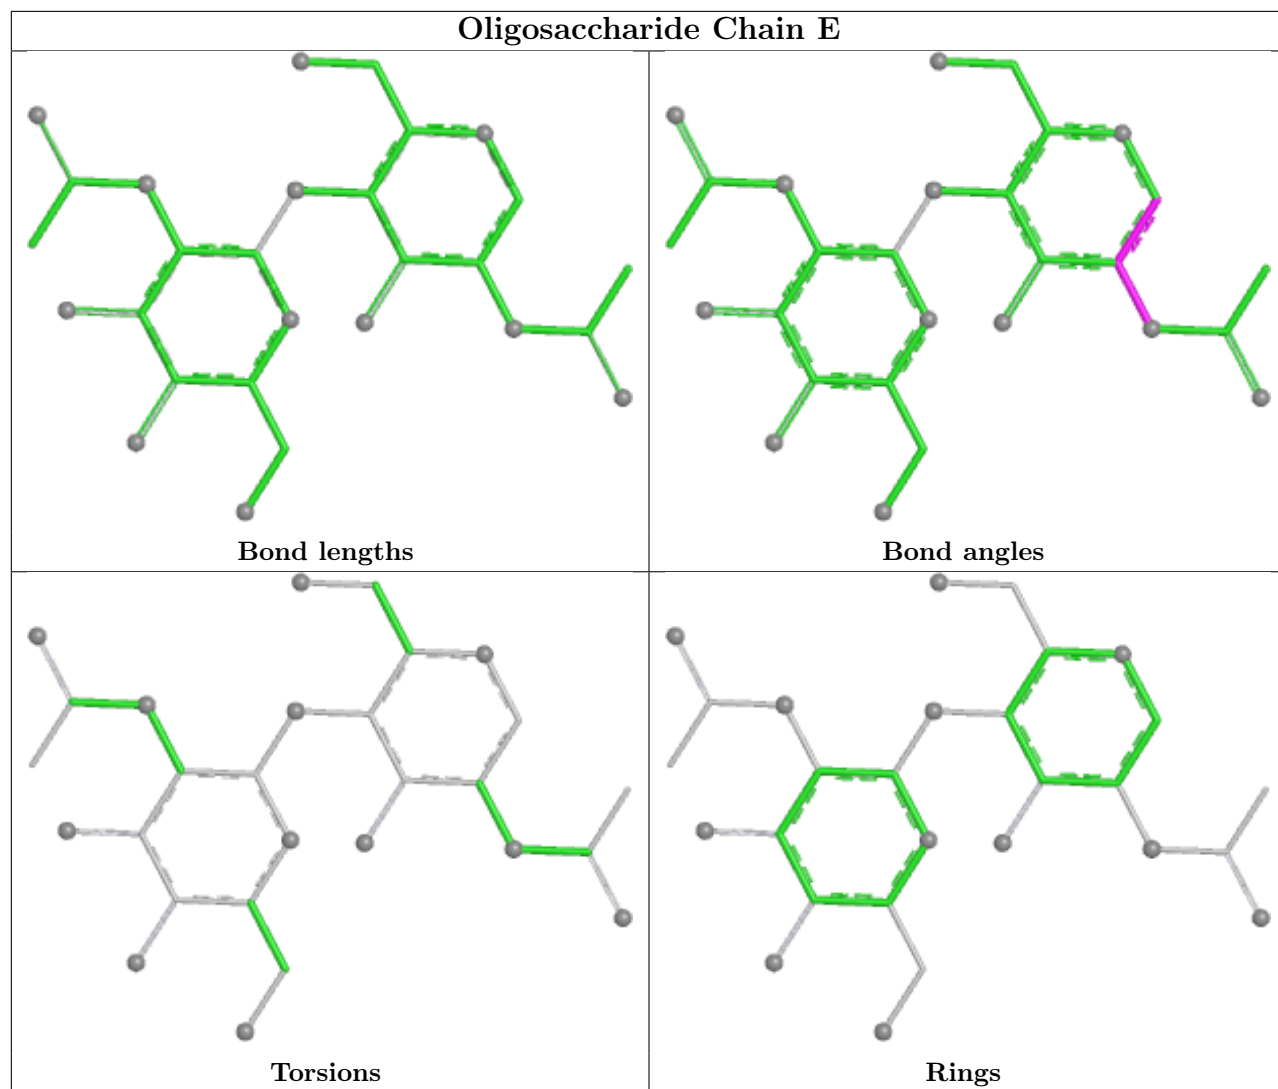 Oligosaccharide Chain E
Bond lengths
Bond angles
Torsions
Rings